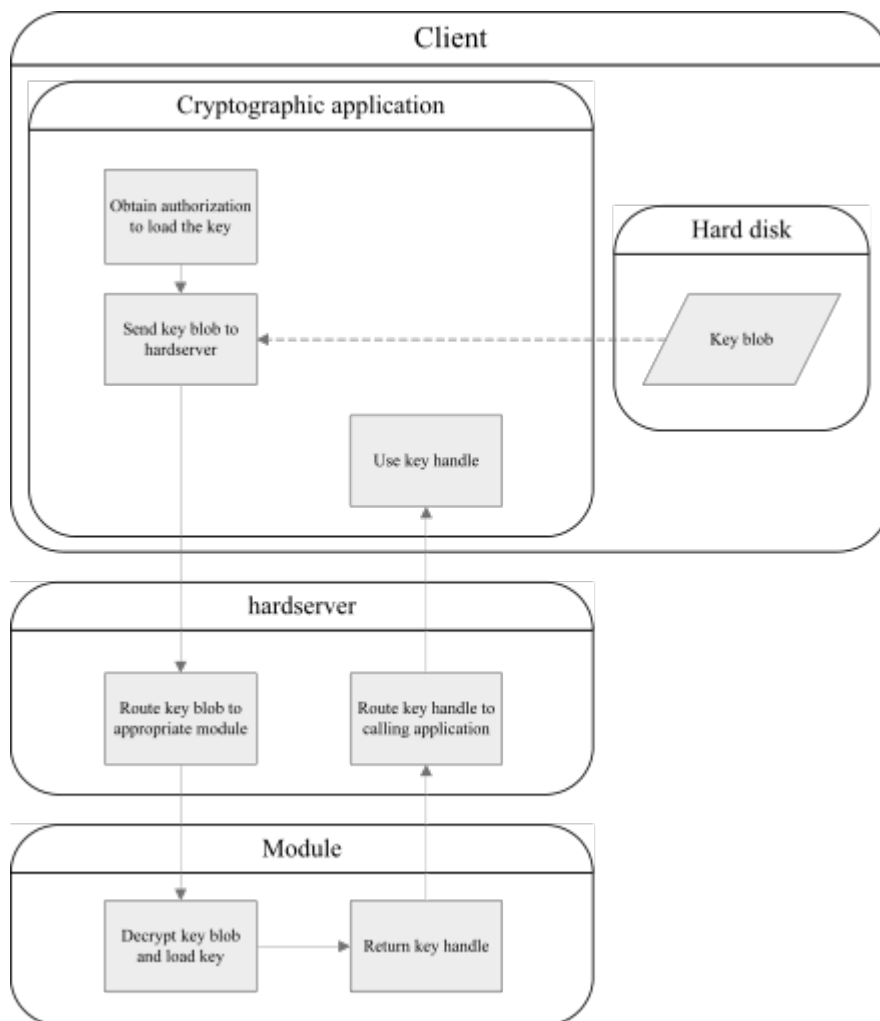 Client
Cryptographic application
Obtain authorization
to load the key
Hard disk
Send key blob to
hardserver
Key blob
Use key handle
hardserver
Route key blob to
appropriate module
Route key handle to
calling application
Module
Decrypt key blob
and load key
Return key handle